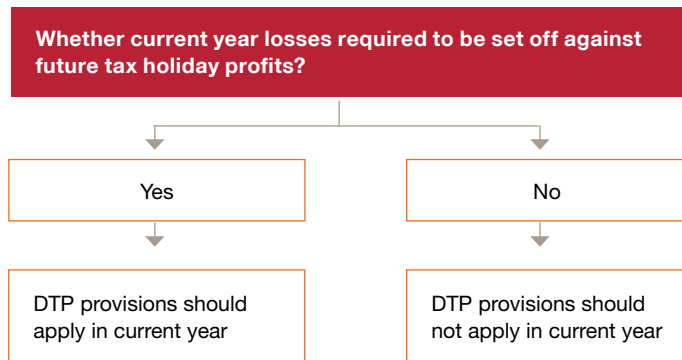 Whether current year losses required to be set off against
future tax holiday profits?
Yes
No
DTP provisions should
apply in current year
DTP provisions should
not apply in current year